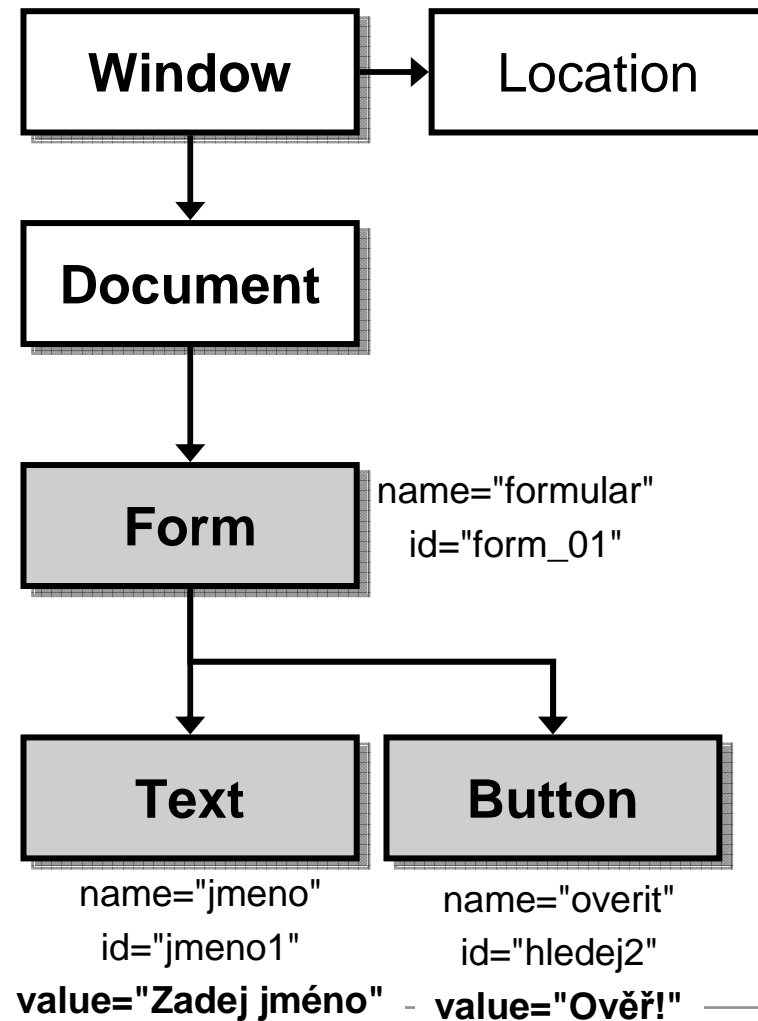 Window
Location
Document
Form
name="formular"
id="form_01"
Text
Button
name="jmeno"
id="jmeno1"
value="Zadej jméno"
name="overit"
id="hledej2"
value="Ověř!"